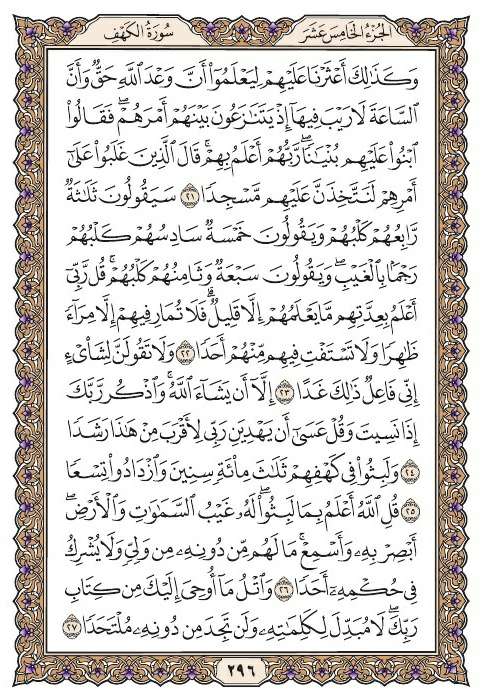 الجزء الخامس عشر سورة الكهف
وَكَذَٰلِكَ أَعْثَرْنَا عَلَيْهِمْ لِيَعْلَمُوٓا۟ أَنَّ وَعْدَ ٱللَّهِ حَقٌّ وَأَنَّ
ٱلسَّاعَةَ لَا رَيْبَ فِيهَآ إِذْ يَتَنَٰزَعُونَ بَيْنَهُمْ أَمْرَهُمْ ۖ فَقَالُوا۟
ٱبْنُوا۟ عَلَيْهِم بُنْيَٰنًا ۖ رَّبُّهُمْ أَعْلَمُ بِهِمْ ۚ قَالَ ٱلَّذِينَ غَلَبُوا۟ عَلَىٰٓ
أَمْرِهِمْ لَنَتَّخِذَنَّ عَلَيْهِم مَّسْجِدًا ٢١ سَيَقُولُونَ ثَلَٰثَةٌ
رَّابِعُهُمْ كَلْبُهُمْ وَيَقُولُونَ خَمْسَةٌ سَادِسُهُمْ كَلْبُهُمْ
رَجْمًۢا بِٱلْغَيْبِ ۖ وَيَقُولُونَ سَبْعَةٌ وَثَامِنُهُمْ كَلْبُهُمْ ۚ قُل رَّبِّىٓ
أَعْلَمُ بِعِدَّتِهِم مَّا يَعْلَمُهُمْ إِلَّا قَلِيلٌ ۗ فَلَا تُمَارِ فِيهِمْ إِلَّا مِرَآءً
ظَٰهِرًا وَلَا تَسْتَفْتِ فِيهِم مِّنْهُمْ أَحَدًا ٢٢ وَلَا تَقُولَنَّ لِشَا۟ىْءٍ
إِنِّى فَاعِلٌ ذَٰلِكَ غَدًا ٢٣ إِلَّآ أَن يَشَآءَ ٱللَّهُ ۚ وَٱذْكُر رَّبَّكَ
إِذَا نَسِيتَ وَقُلْ عَسَىٰٓ أَن يَهْدِيَنِ رَبِّى لِأَقْرَبَ مِنْ هَٰذَا رَشَدًا
٢٤ وَلَبِثُوا۟ فِى كَهْفِهِمْ ثَلَٰثَ مِا۟ئَةٍ سِنِينَ وَٱزْدَادُوا۟ تِسْعًا
٢٥ قُلِ ٱللَّهُ أَعْلَمُ بِمَا لَبِثُوا۟ ۖ لَهُۥ غَيْبُ ٱلسَّمَٰوَٰتِ وَٱلْأَرْضِ ۖ
أَبْصِرْ بِهِۦ وَأَسْمِعْ ۚ مَا لَهُم مِّن دُونِهِۦ مِن وَلِىٍّ وَلَا يُشْرِكُ
فِى حُكْمِهِۦٓ أَحَدًا ٢٦ وَٱتْلُ مَآ أُوحِىَ إِلَيْكَ مِن كِتَابِ
رَبِّكَ ۖ لَا مُبَدِّلَ لِكَلِمَٰتِهِۦ وَلَن تَجِدَ مِن دُونِهِۦ مُلْتَحَدًا ٢٧
٢٩٦